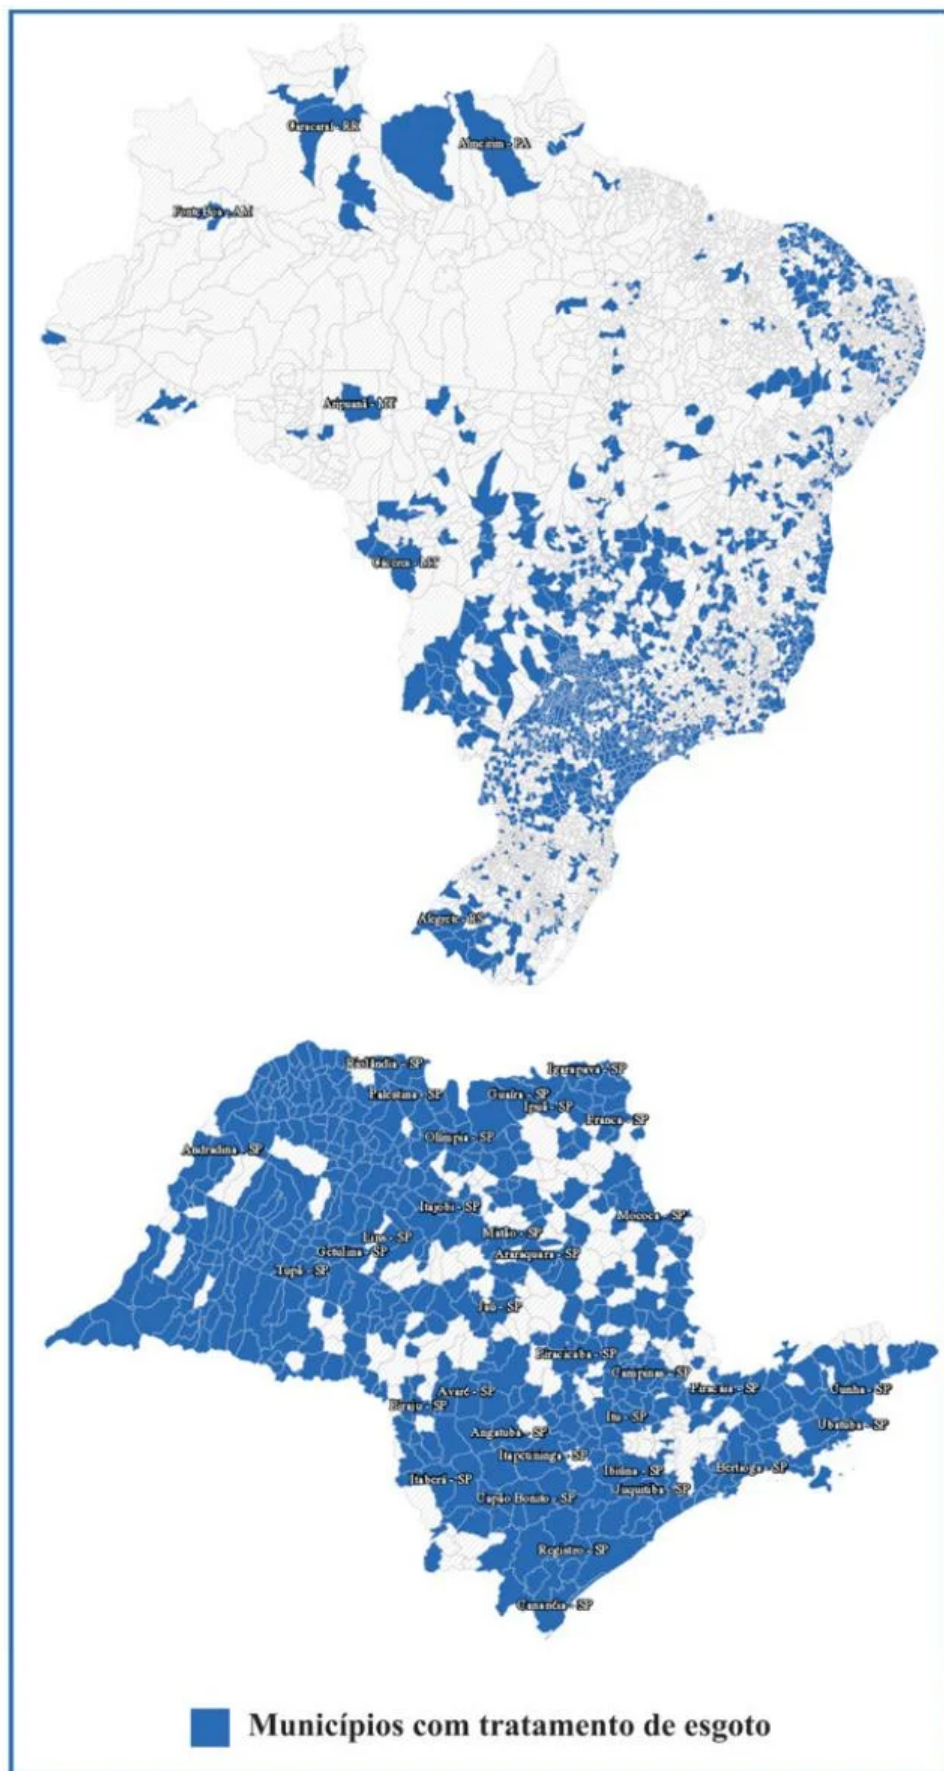 Caracaraí - RR
Almeirim - PA
Fonte Boa - AM
Aripuanã - MT
Cáceres - MT
Alegrete - RS
Riolândia - SP
Igarapava - SP
Palestina - SP
Guaíra - SP
Ipuã - SP
Franca - SP
Olímpia - SP
Andradina - SP
Itajobi - SP
Mococa - SP
Lins - SP
Matão - SP
Getulina - SP
Araraquara - SP
Tupã - SP
Jaú - SP
Piracicaba - SP
Campinas - SP
Piracaia - SP
Cunha - SP
Avaré - SP
Piraju - SP
Itu - SP
Ubatuba - SP
Angatuba - SP
Itapetininga - SP
Ibiúna - SP
Bertioga - SP
Itaberá - SP
Juquitiba - SP
Capão Bonito - SP
Registro - SP
Cananéia - SP
Municípios com tratamento de esgoto